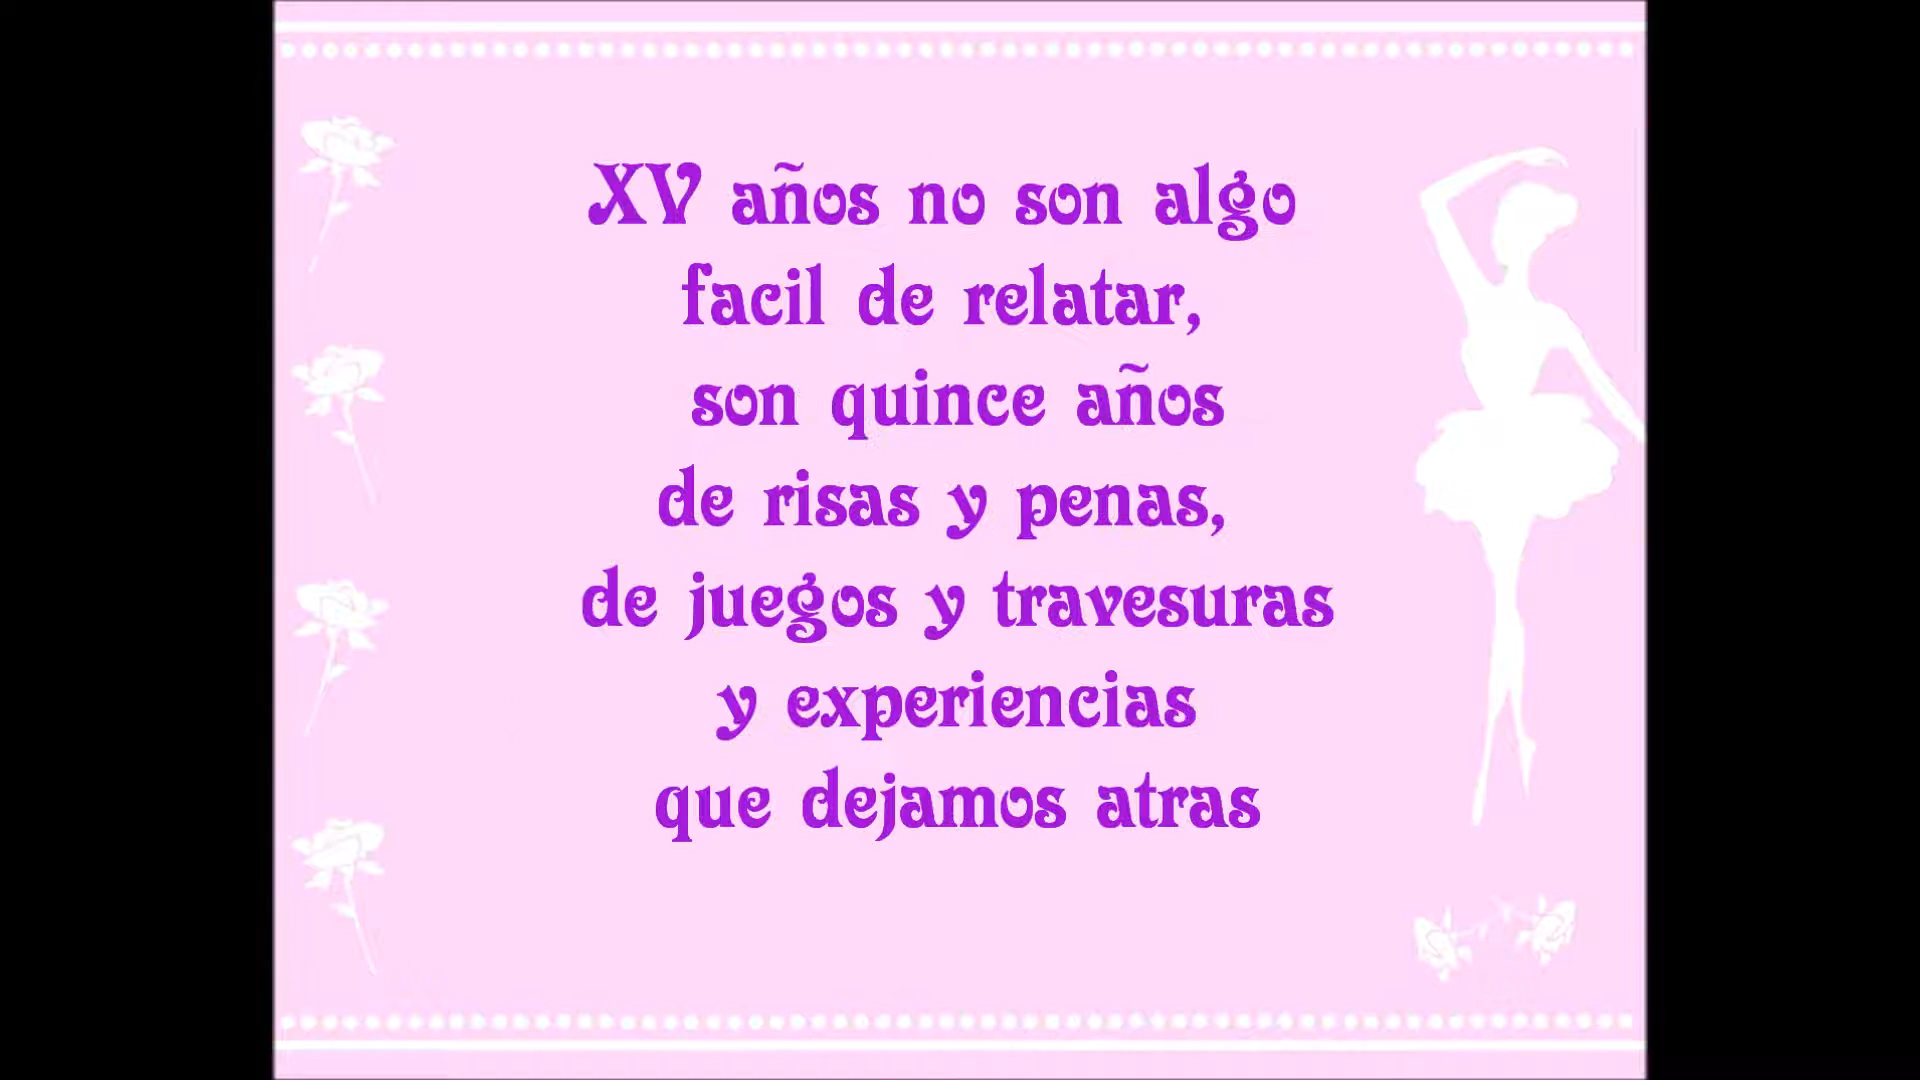 XV años no son algo
facil de relatar,
son quince años
de risas y penas,
de juegos y travesuras
y experiencias
que dejamos atras